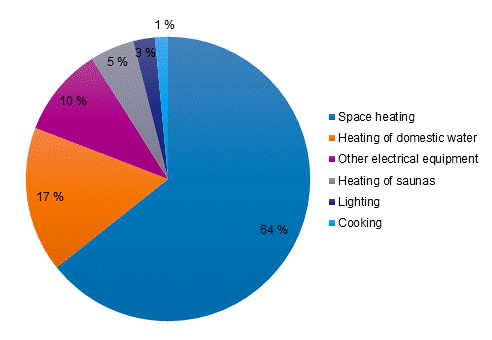 1 %
3 %
5 %
10 %
17 %
64 %
Space heating
Heating of domestic water
Other electrical equipment
Heating of saunas
Lighting
Cooking